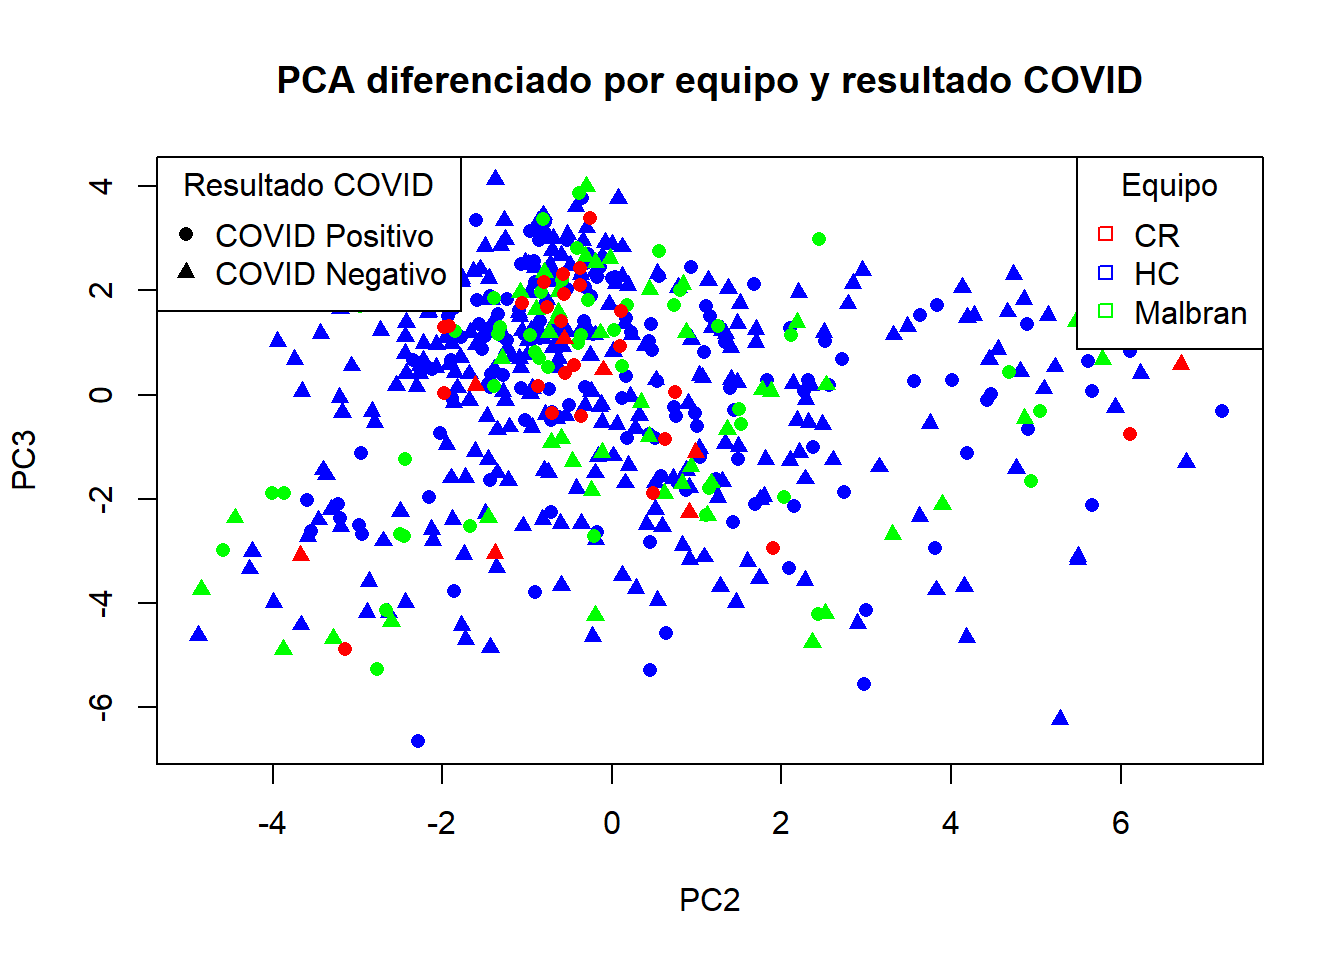 PCA diferenciado por equipo y resultado COVID
Resultado COVID
COVID Positivo
COVID Negativo
Equipo
CR
HC
Malbran
PC3
4
2
0
-2
-4
-6
-4
-2
0
2
4
6
PC2